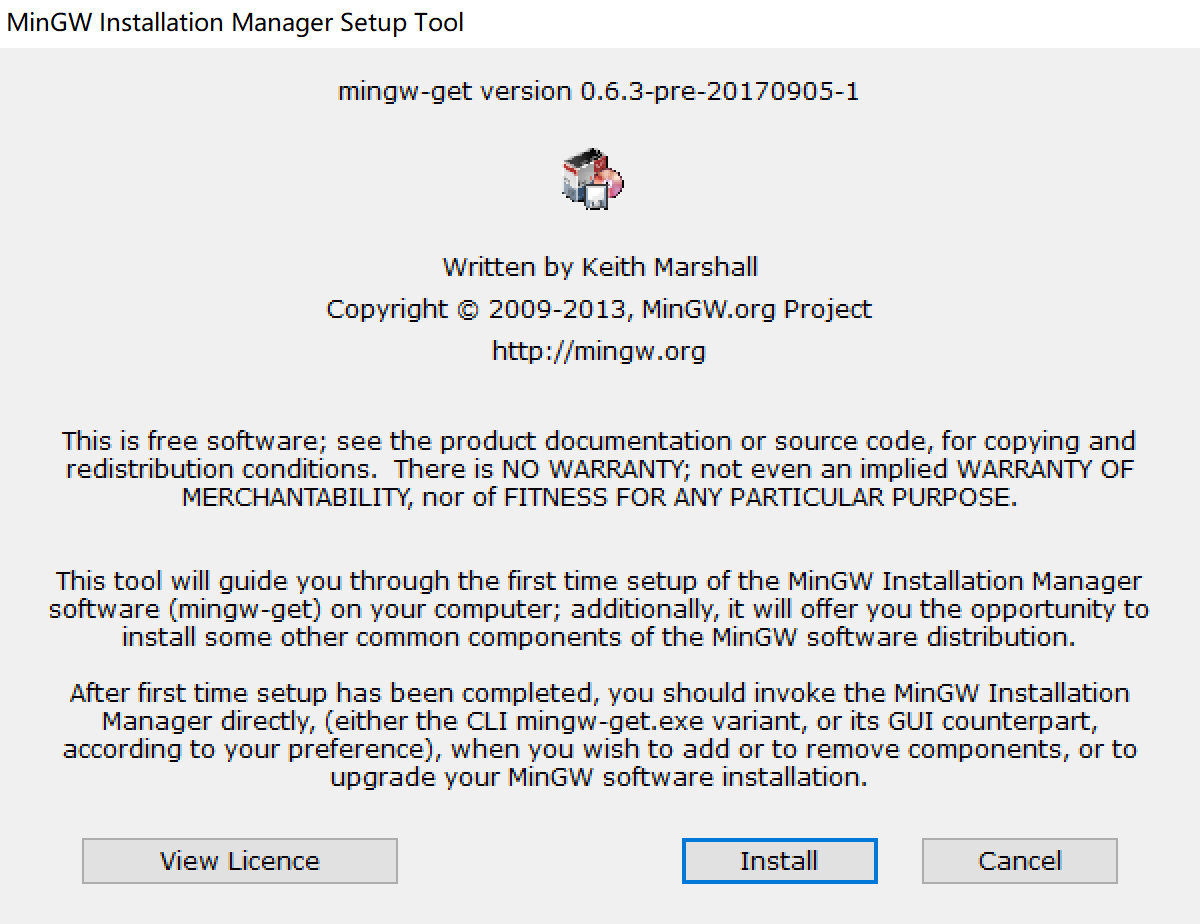 MinGW Installation Manager Setup Tool
mingw-get version 0.6.3-pre-20170905-1
Written by Keith Marshall
Copyright © 2009-2013, MinGW.org Project
http://mingw.org
This is free software; see the product documentation or source code, for copying and
redistribution conditions.  There is NO WARRANTY; not even an implied WARRANTY OF
MERCHANTABILITY, nor of FITNESS FOR ANY PARTICULAR PURPOSE.
This tool will guide you through the first time setup of the MinGW Installation Manager
software (mingw-get) on your computer; additionally, it will offer you the opportunity to
install some other common components of the MinGW software distribution.
After first time setup has been completed, you should invoke the MinGW Installation
Manager directly, (either the CLI mingw-get.exe variant, or its GUI counterpart,
according to your preference), when you wish to add or to remove components, or to
upgrade your MinGW software installation.
View Licence Install Cancel